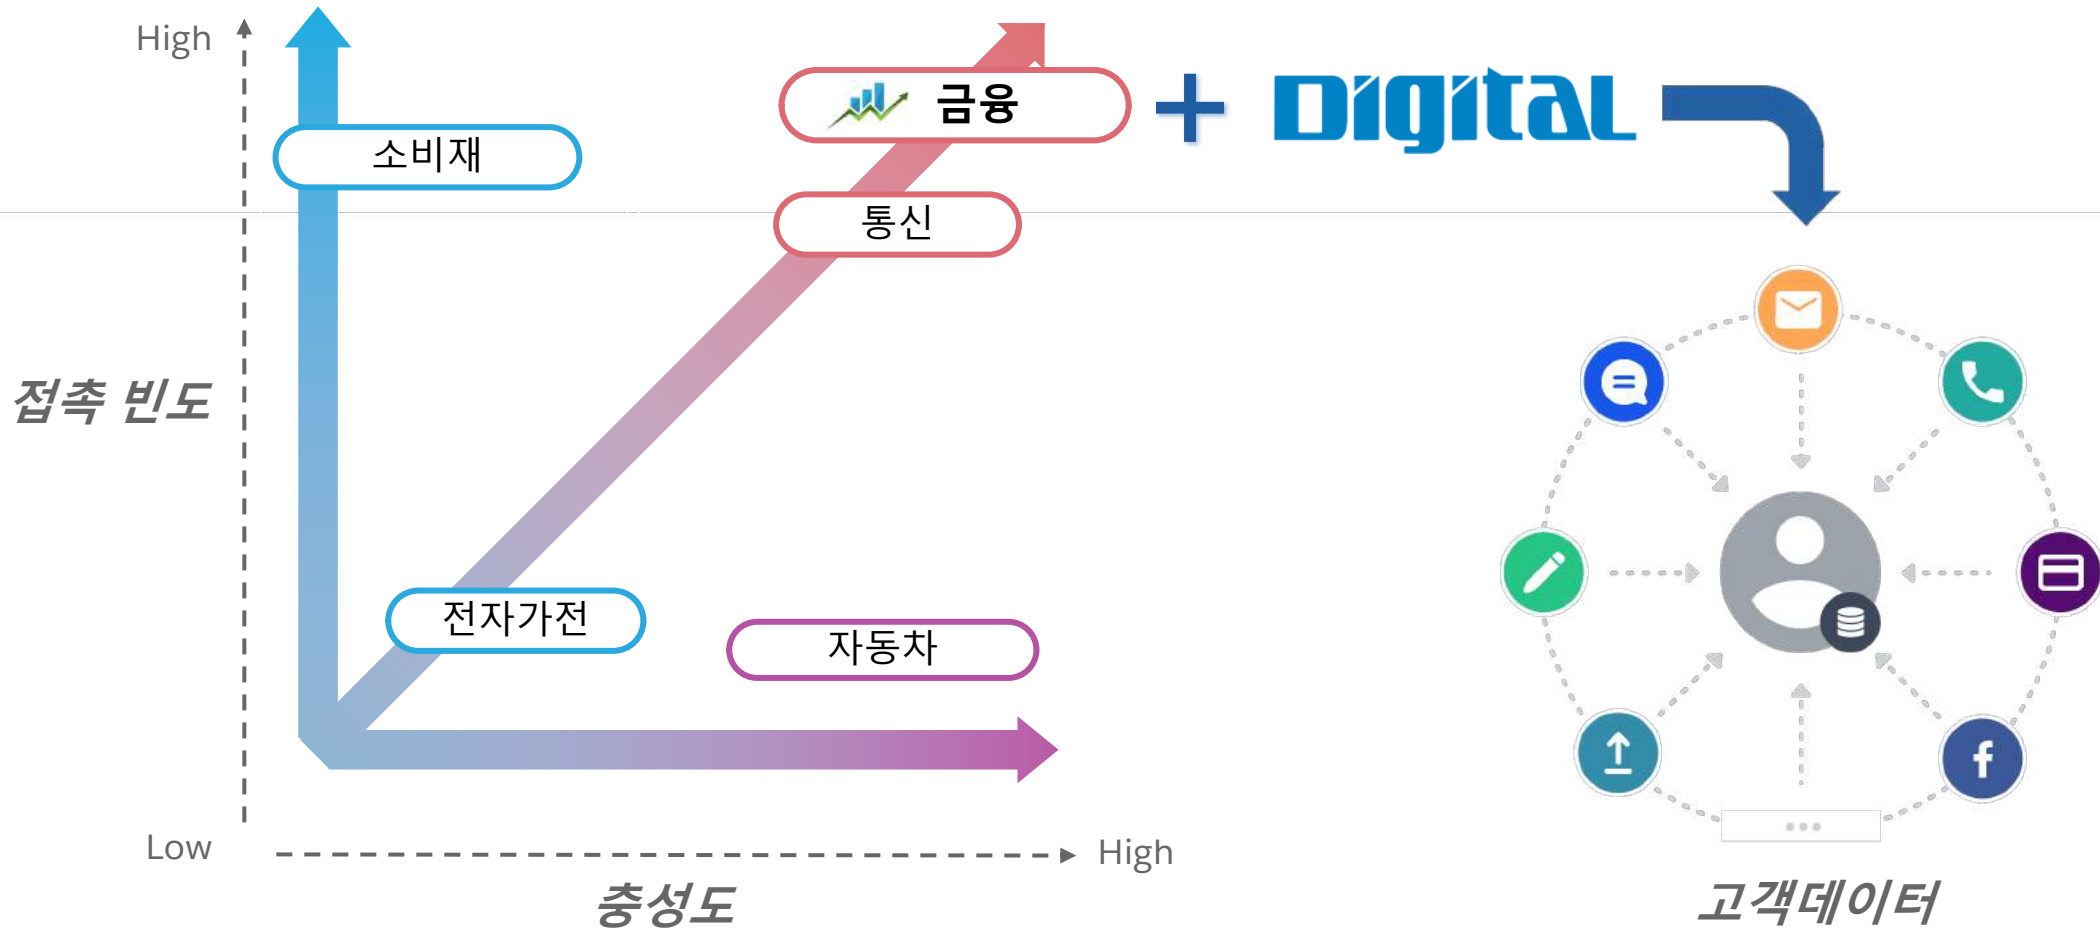 High
소비재
금융
Digital
통신
접촉 빈도
전자가전
자동차
Low
High
충성도
고객데이터